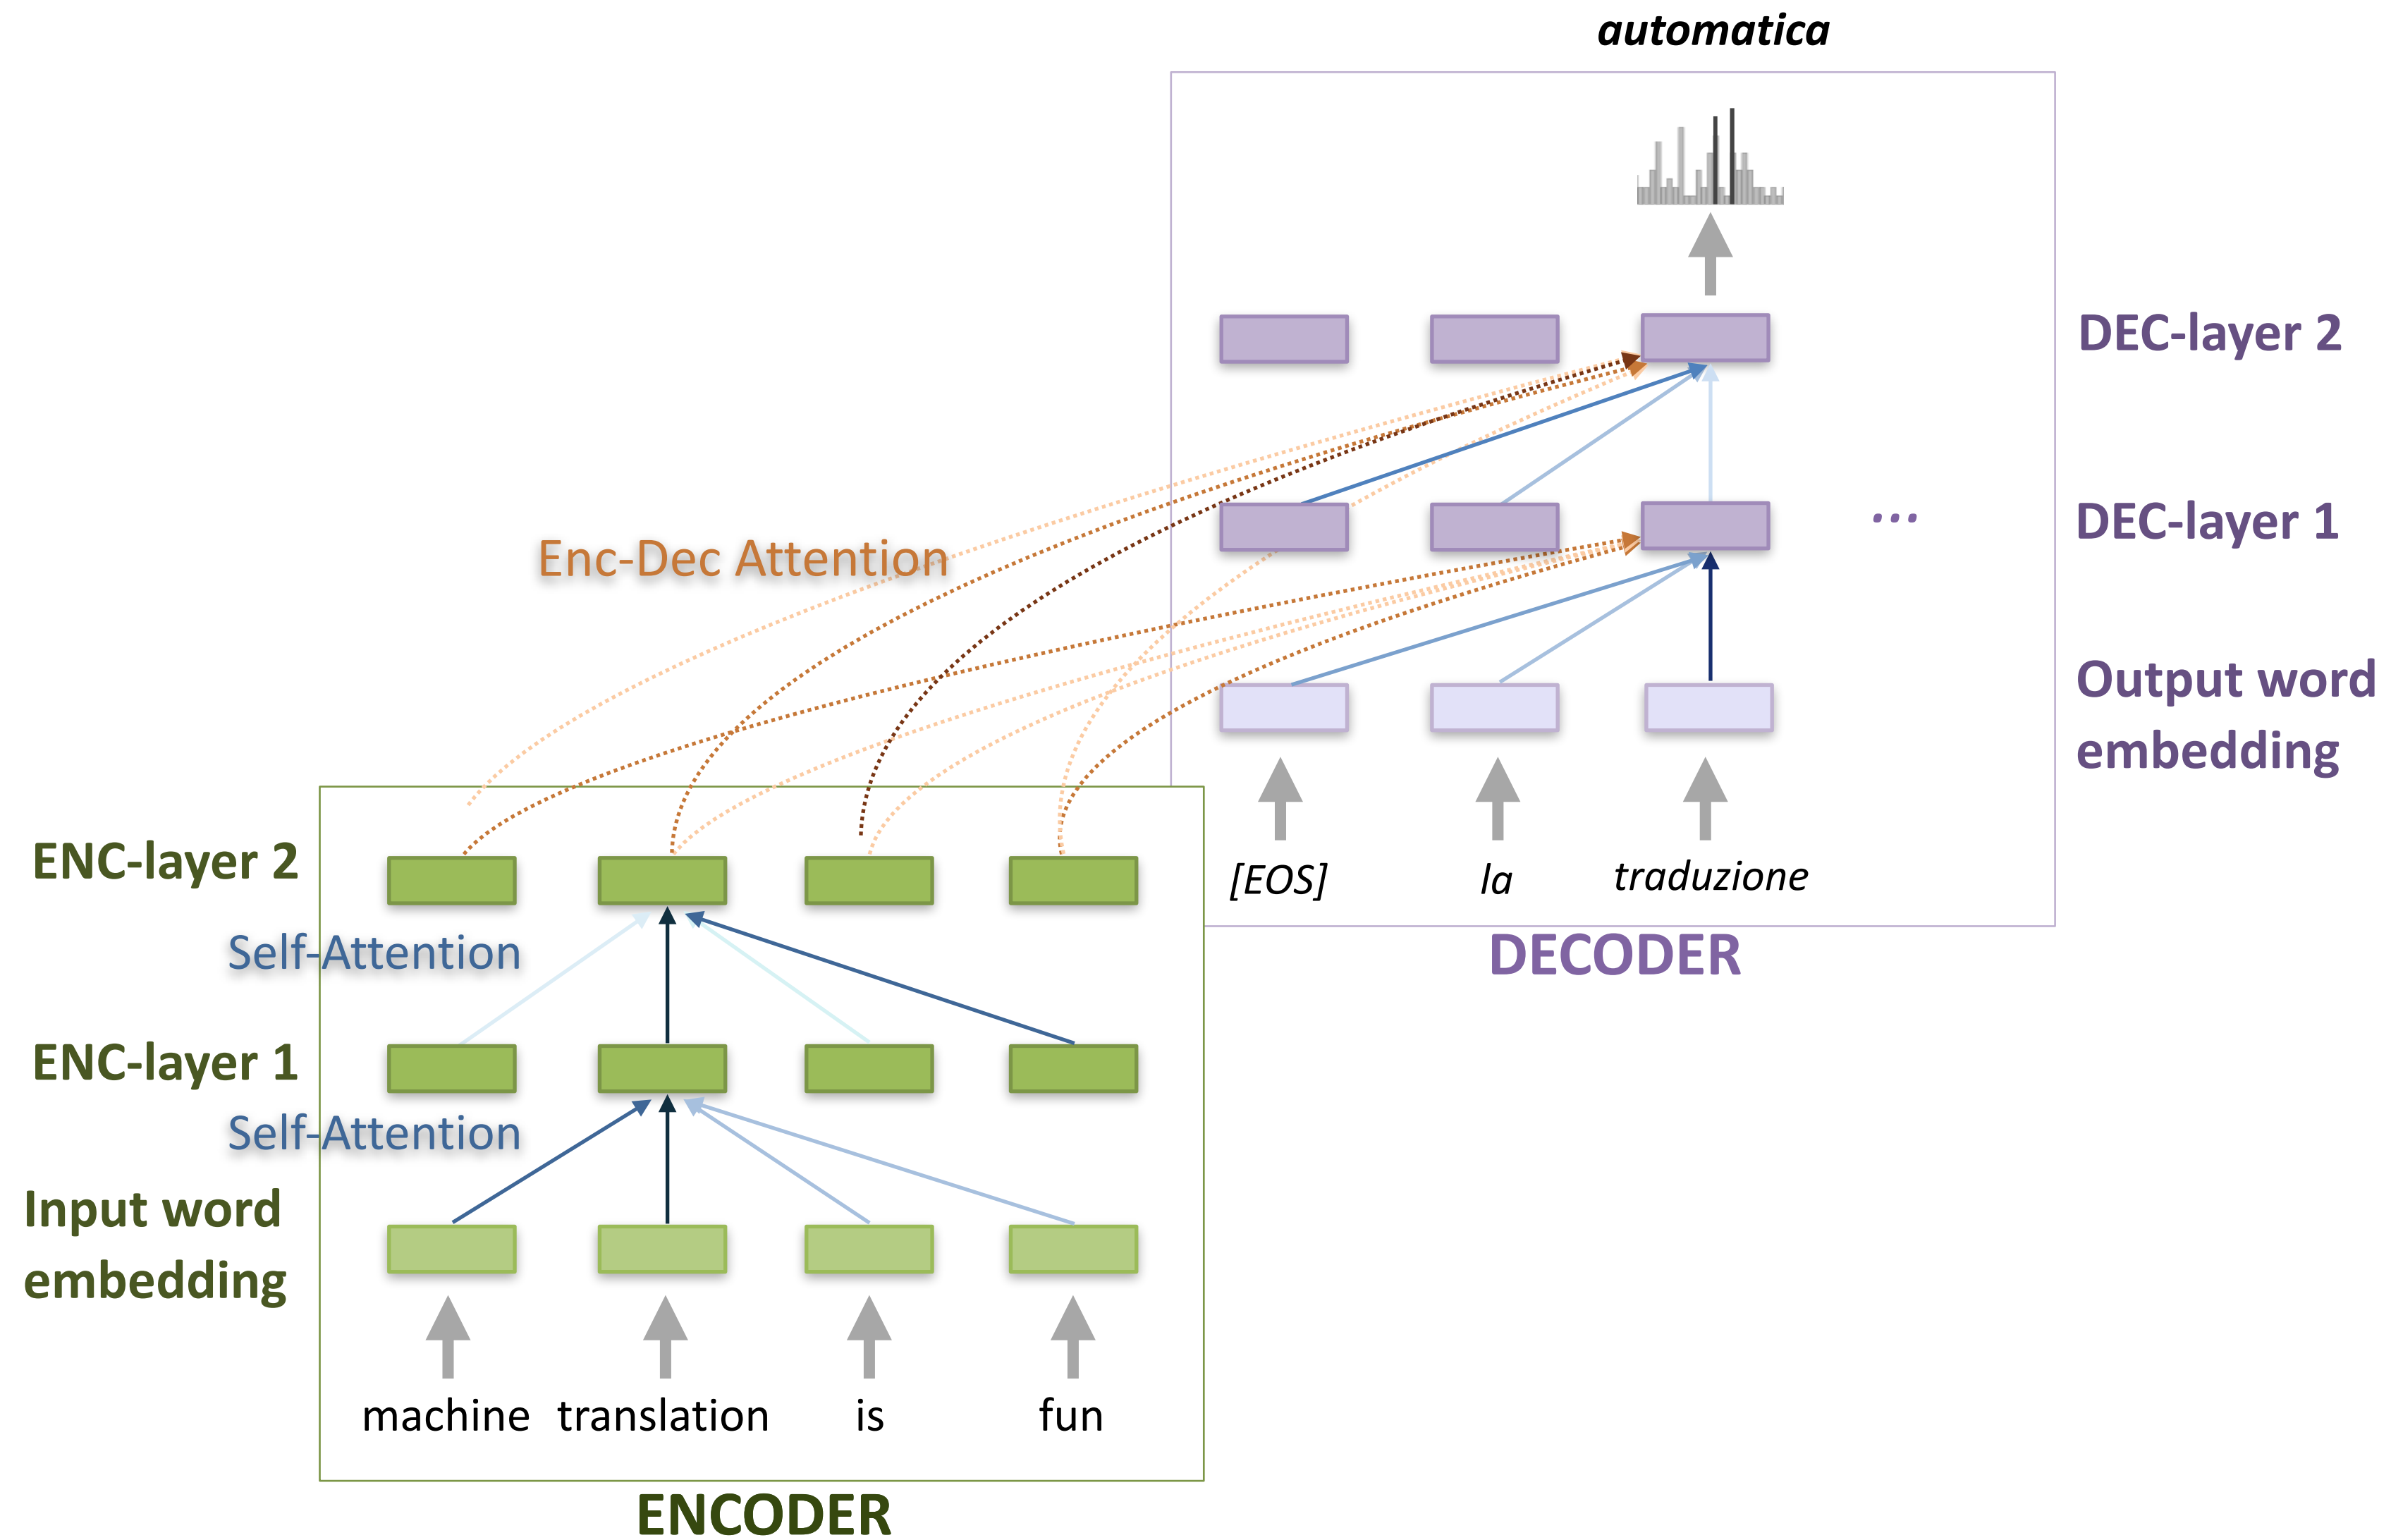 automatica
DEC-layer 2
DEC-layer 1
...
Enc-Dec Attention
Output word
embedding
[EOS]
la
traduzione
DECODER
ENC-layer 2
Self-Attention
ENC-layer 1
Self-Attention
Input word
embedding
machine
translation
is
fun
ENCODER